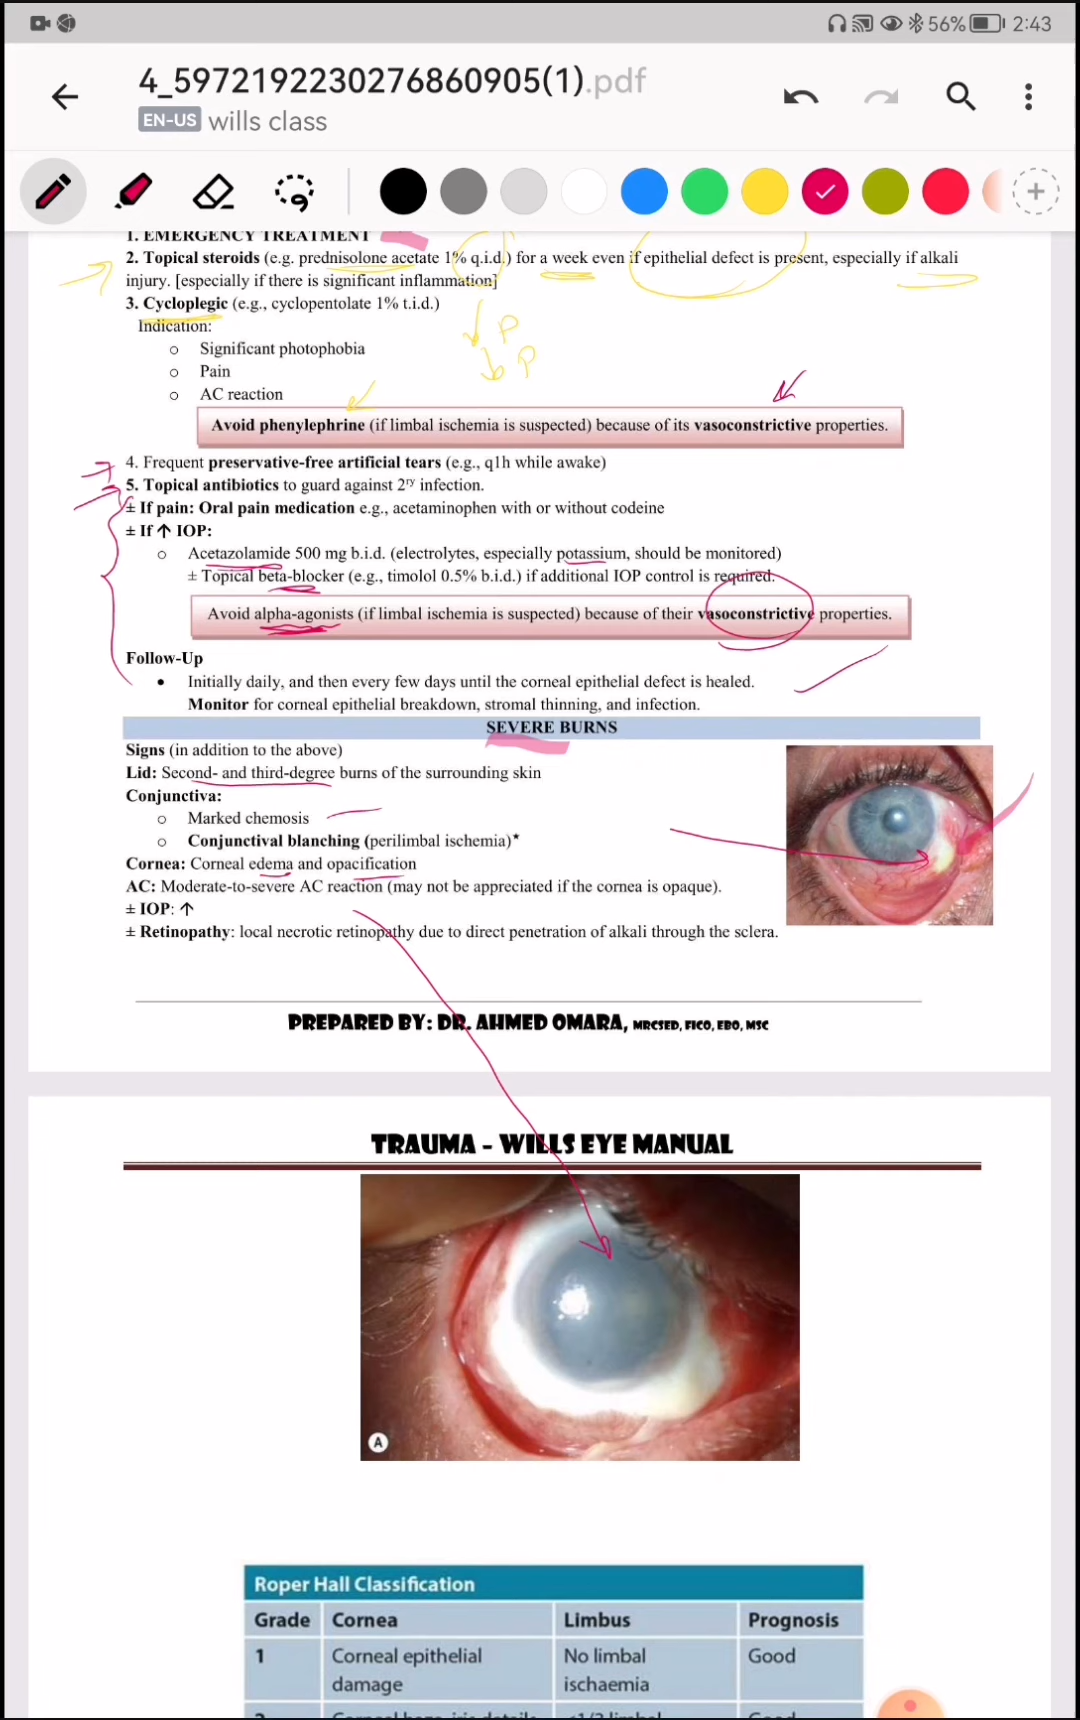 56% 2:43
4_5972192230276860905(1).pdf
EN-US wills class
1. EMERGENCY TREATMENT
2. Topical steroids (e.g. prednisolone acetate 1% q.i.d.) for a week even if epithelial defect is present, especially if alkali
injury. [especially if there is significant inflammation]
3. Cycloplegic (e.g., cyclopentolate 1% t.i.d.)
Indication:
P
o Significant photophobia
P
o Pain
o AC reaction
Avoid phenylephrine (if limbal ischemia is suspected) because of its vasoconstrictive properties.
4. Frequent preservative-free artificial tears (e.g., q1h while awake)
5. Topical antibiotics to guard against 2ry infection.
± If pain: Oral pain medication e.g., acetaminophen with or without codeine
± If ↑ IOP:
o Acetazolamide 500 mg b.i.d. (electrolytes, especially potassium, should be monitored)
± Topical beta-blocker (e.g., timolol 0.5% b.i.d.) if additional IOP control is required.
Avoid alpha-agonists (if limbal ischemia is suspected) because of their vasoconstrictive properties.
Follow-Up
• Initially daily, and then every few days until the corneal epithelial defect is healed.
Monitor for corneal epithelial breakdown, stromal thinning, and infection.
SEVERE BURNS
Signs (in addition to the above)
Lid: Second- and third-degree burns of the surrounding skin
Conjunctiva:
o Marked chemosis
o Conjunctival blanching (perilimbal ischemia)*
Cornea: Corneal edema and opacification
AC: Moderate-to-severe AC reaction (may not be appreciated if the cornea is opaque).
± IOP: ↑
± Retinopathy: local necrotic retinopathy due to direct penetration of alkali through the sclera.
PREPARED BY: DR. AHMED OMARA, MRCSED, FICO, EBO, MSC
TRAUMA - WILLS EYE MANUAL
A
Roper Hall Classification
Grade Cornea Limbus Prognosis
1 Corneal epithelial No limbal Good
damage ischaemia